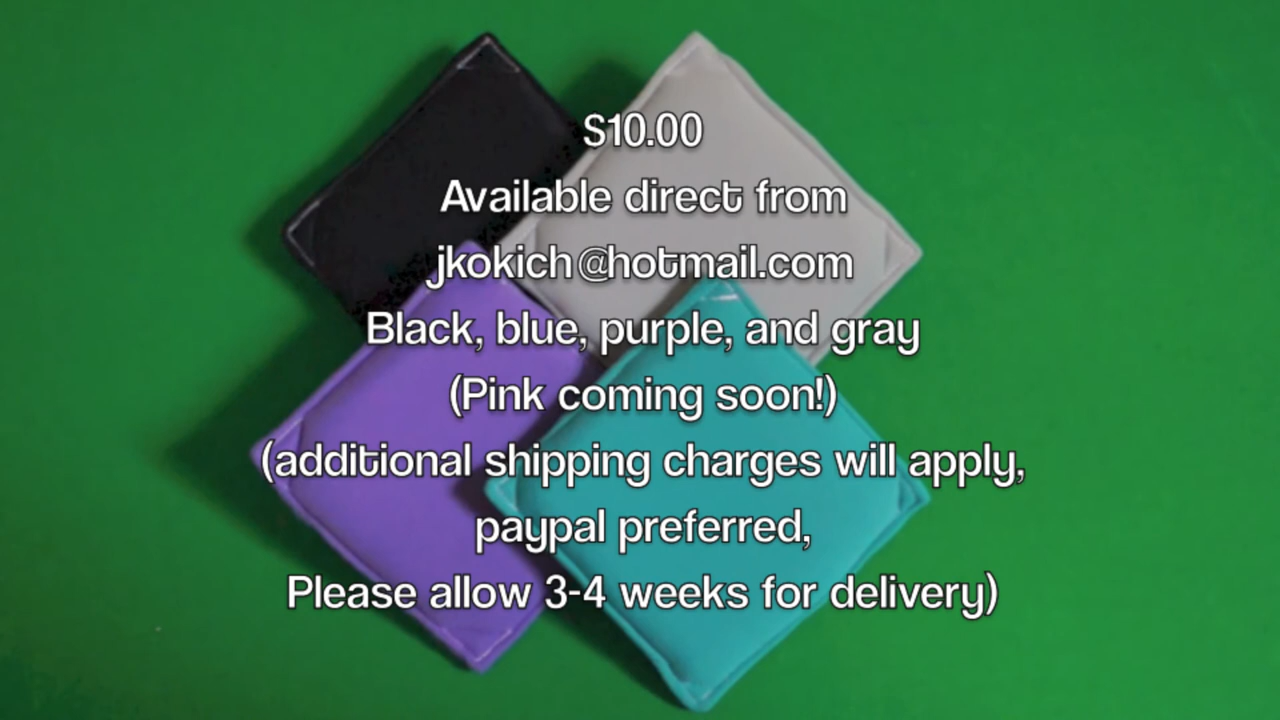 $10.00
Available direct from
jkokich@hotmail.com
Black, blue, purple, and gray
(Pink coming soon!)
(additional shipping charges will apply,
paypal preferred,
Please allow 3-4 weeks for delivery)